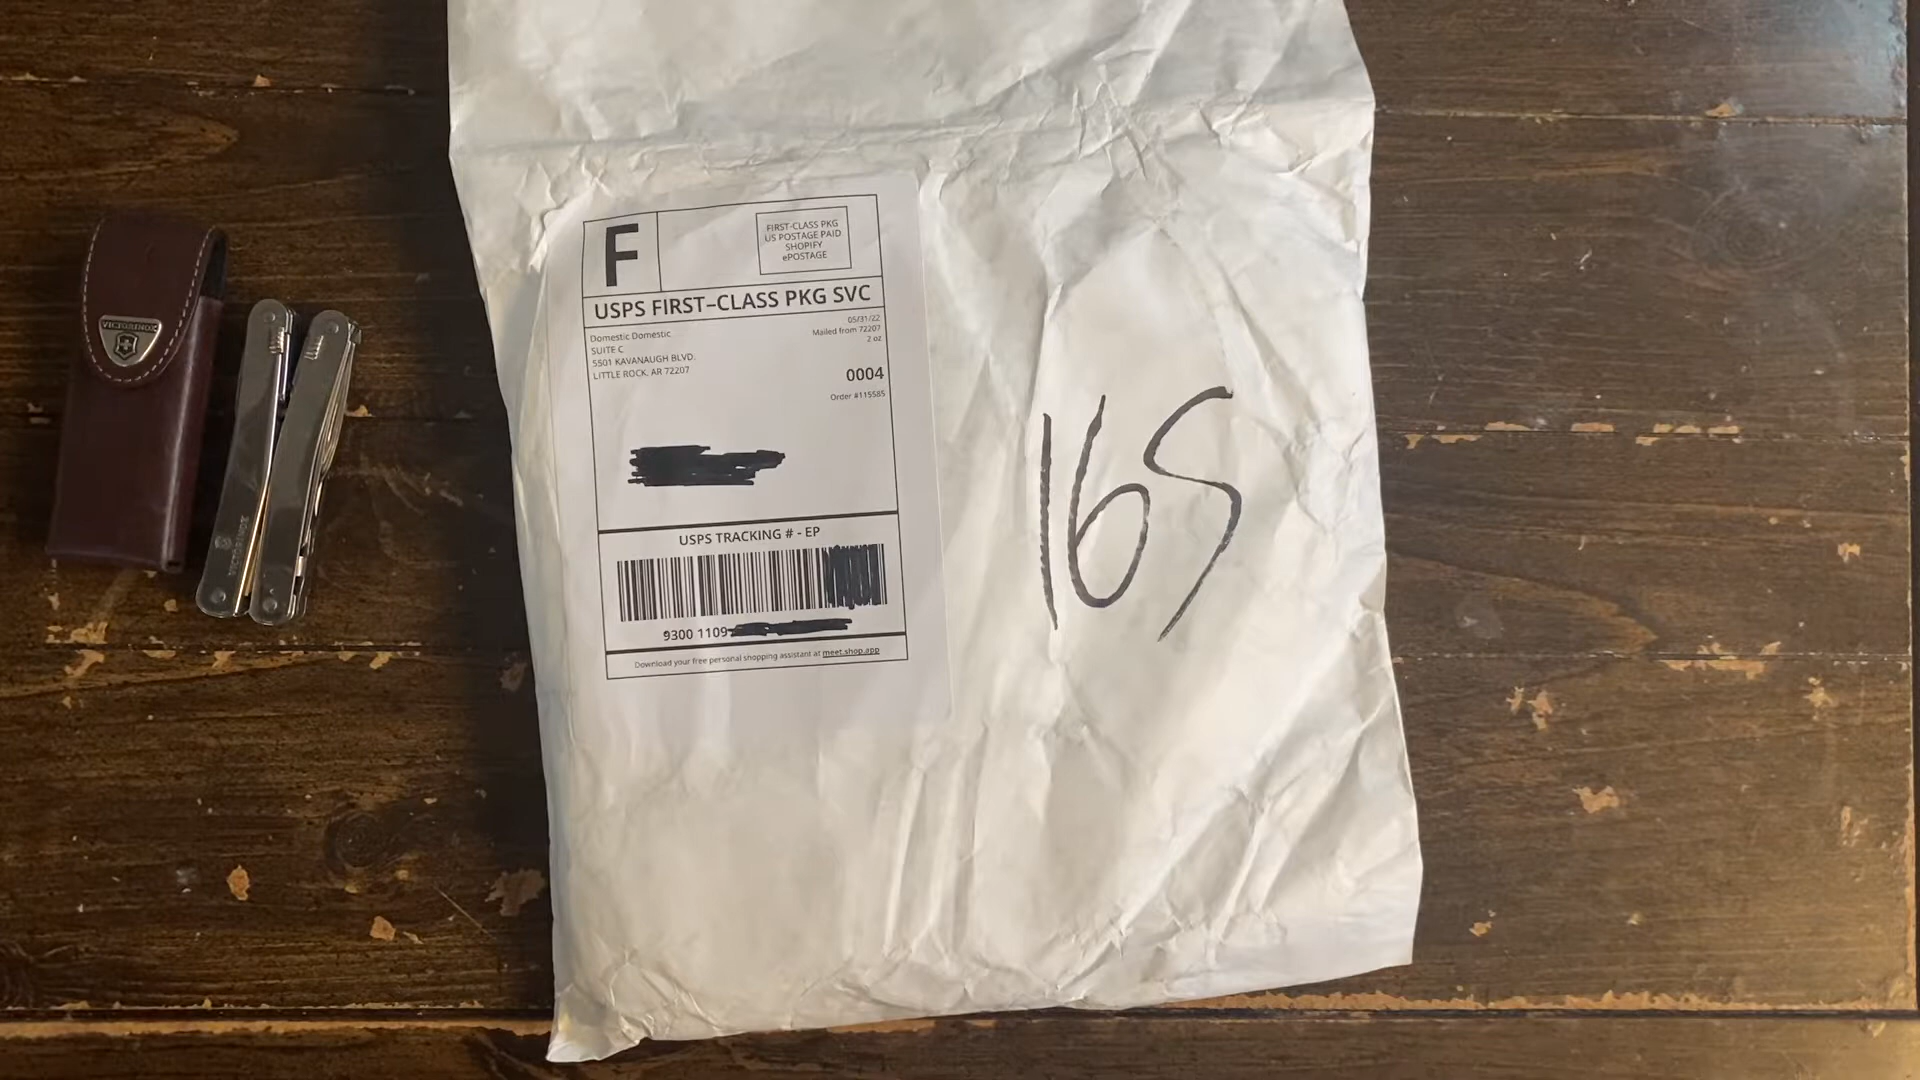 VICTORINOX
VICTORINOX
F
FIRST-CLASS PKG
US POSTAGE PAID
SHOPIFY
ePOSTAGE
USPS FIRST–CLASS PKG SVC
Domestic Domestic
SUITE C
5501 KAVANAUGH BLVD.
LITTLE ROCK, AR 72207
05/31/22
Mailed from 72207
2 oz
0004
Order #115585
USPS TRACKING # - EP
9300 1109
Download your free personal shopping assistant at meet.shop.app
165